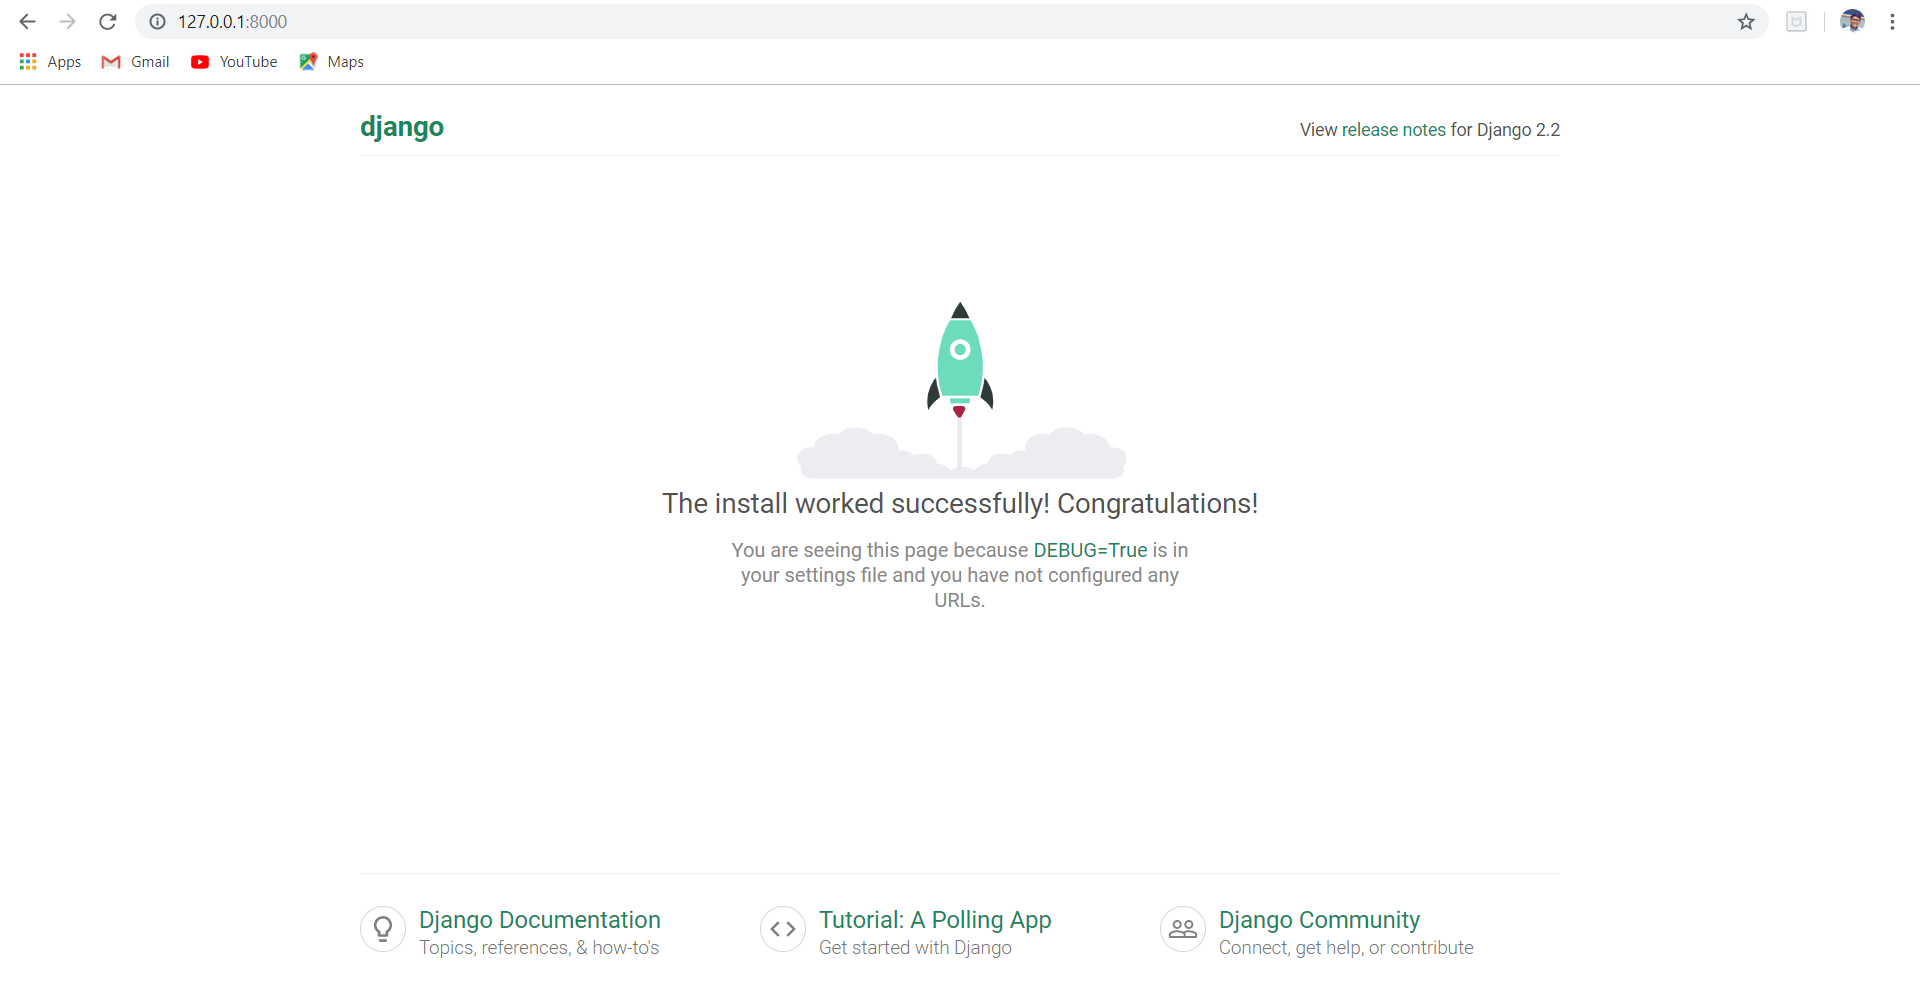 127.0.0.1:8000
Apps Gmail YouTube Maps
django
View release notes for Django 2.2
The install worked successfully! Congratulations!
You are seeing this page because DEBUG=True is in
your settings file and you have not configured any
URLs.
Django Documentation
Topics, references, & how-to's
Tutorial: A Polling App
Get started with Django
Django Community
Connect, get help, or contribute